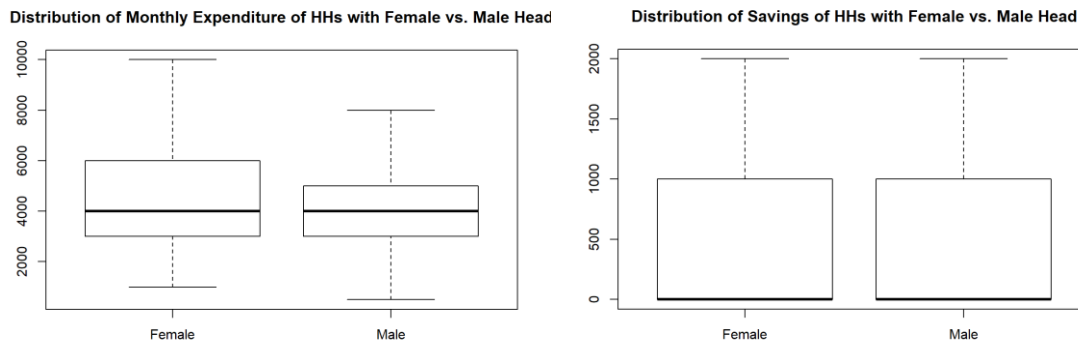 Distribution of Monthly Expenditure of HHs with Female vs. Male Head
10000
8000
6000
4000
2000
Female Male
Distribution of Savings of HHs with Female vs. Male Head
2000
1500
1000
500
0
Female Male